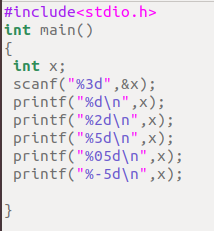 #include<stdio.h>
int main()
{
 int x;
 scanf("%3d",&x);
 printf("%d\n",x);
 printf("%2d\n",x);
 printf("%5d\n",x);
 printf("%05d\n",x);
 printf("%-5d\n",x);
}